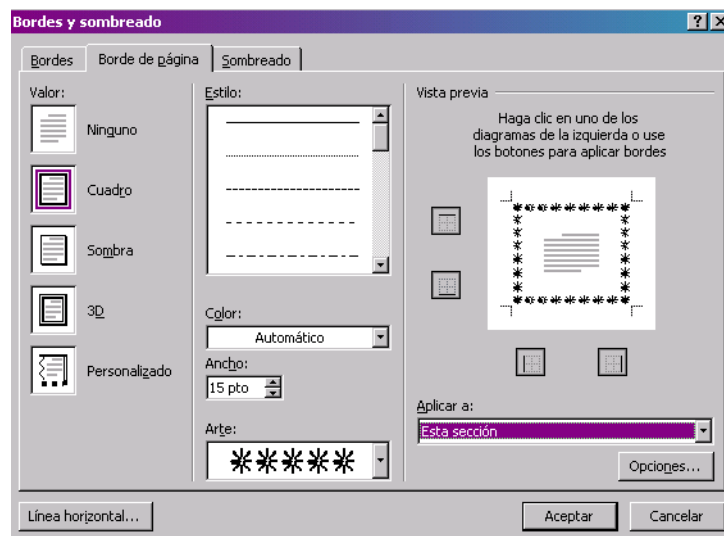 Bordes y sombreado
Bordes
Borde de página
Sombreado
Valor:
Ninguno
Cuadro
Sombra
3D
Personalizado
Estilo:
Color:
Automático
Ancho:
15 pto
Arte:
Vista previa
Haga clic en uno de los
diagramas de la izquierda o use
los botones para aplicar bordes
Aplicar a:
Esta sección
Opciones...
Línea horizontal...
Aceptar
Cancelar